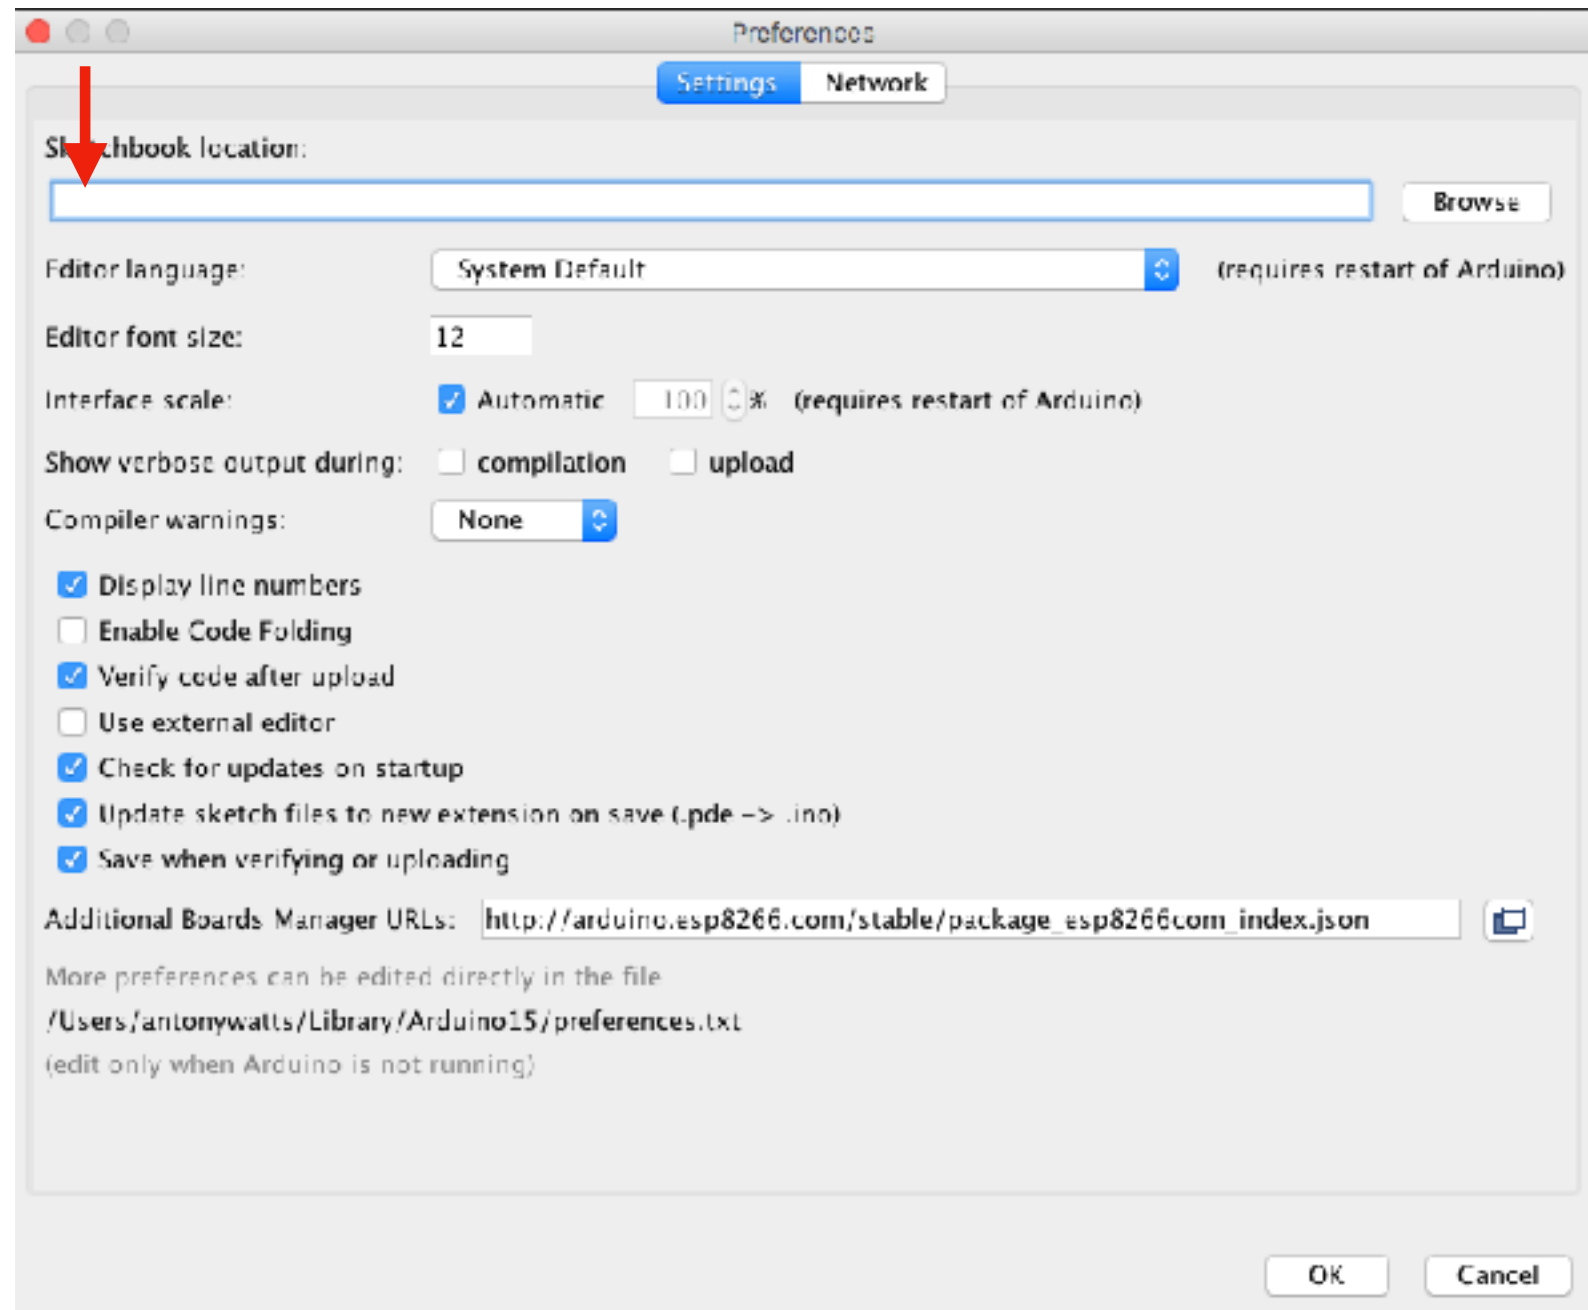 Preferences
Settings Network
Sketchbook location:
Browse
Editor language: System Default (requires restart of Arduino)
Editor font size: 12
Interface scale: Automatic 100 % (requires restart of Arduino)
Show verbose output during: compilation upload
Compiler warnings: None
Display line numbers
Enable Code Folding
Verify code after upload
Use external editor
Check for updates on startup
Update sketch files to new extension on save (.pde -> .ino)
Save when verifying or uploading
Additional Boards Manager URLs: http://arduino.esp8266.com/stable/package_esp8266com_index.json
More preferences can be edited directly in the file
/Users/antonywatts/Library/Arduino15/preferences.txt
(edit only when Arduino is not running)
OK Cancel